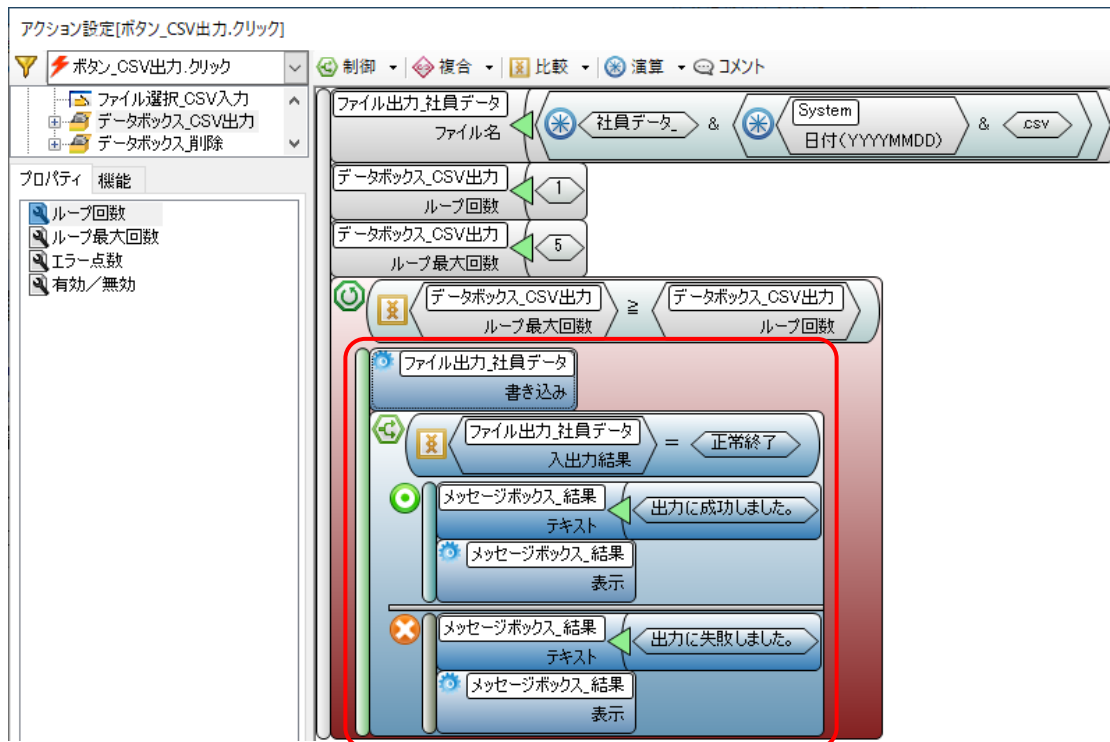 アクション設定[ボタン_CSV出力.クリック]
ボタン_CSV出力.クリック
制御 複合 比較 演算 コメント
ファイル選択_CSV入力
データボックス_CSV出力
データボックス_削除
プロパティ 機能
ループ回数
ループ最大回数
エラー点数
有効／無効
ファイル出力_社員データ
ファイル名
社員データ_ & System 日付(YYYYMMDD) & .csv
データボックス_CSV出力
ループ回数
1
データボックス_CSV出力
ループ最大回数
5
データボックス_CSV出力
ループ最大回数
≧
データボックス_CSV出力
ループ回数
ファイル出力_社員データ
書き込み
ファイル出力_社員データ
入出力結果
= 正常終了
メッセージボックス_結果
テキスト
出力に成功しました。
メッセージボックス_結果
表示
メッセージボックス_結果
テキスト
出力に失敗しました。
メッセージボックス_結果
表示